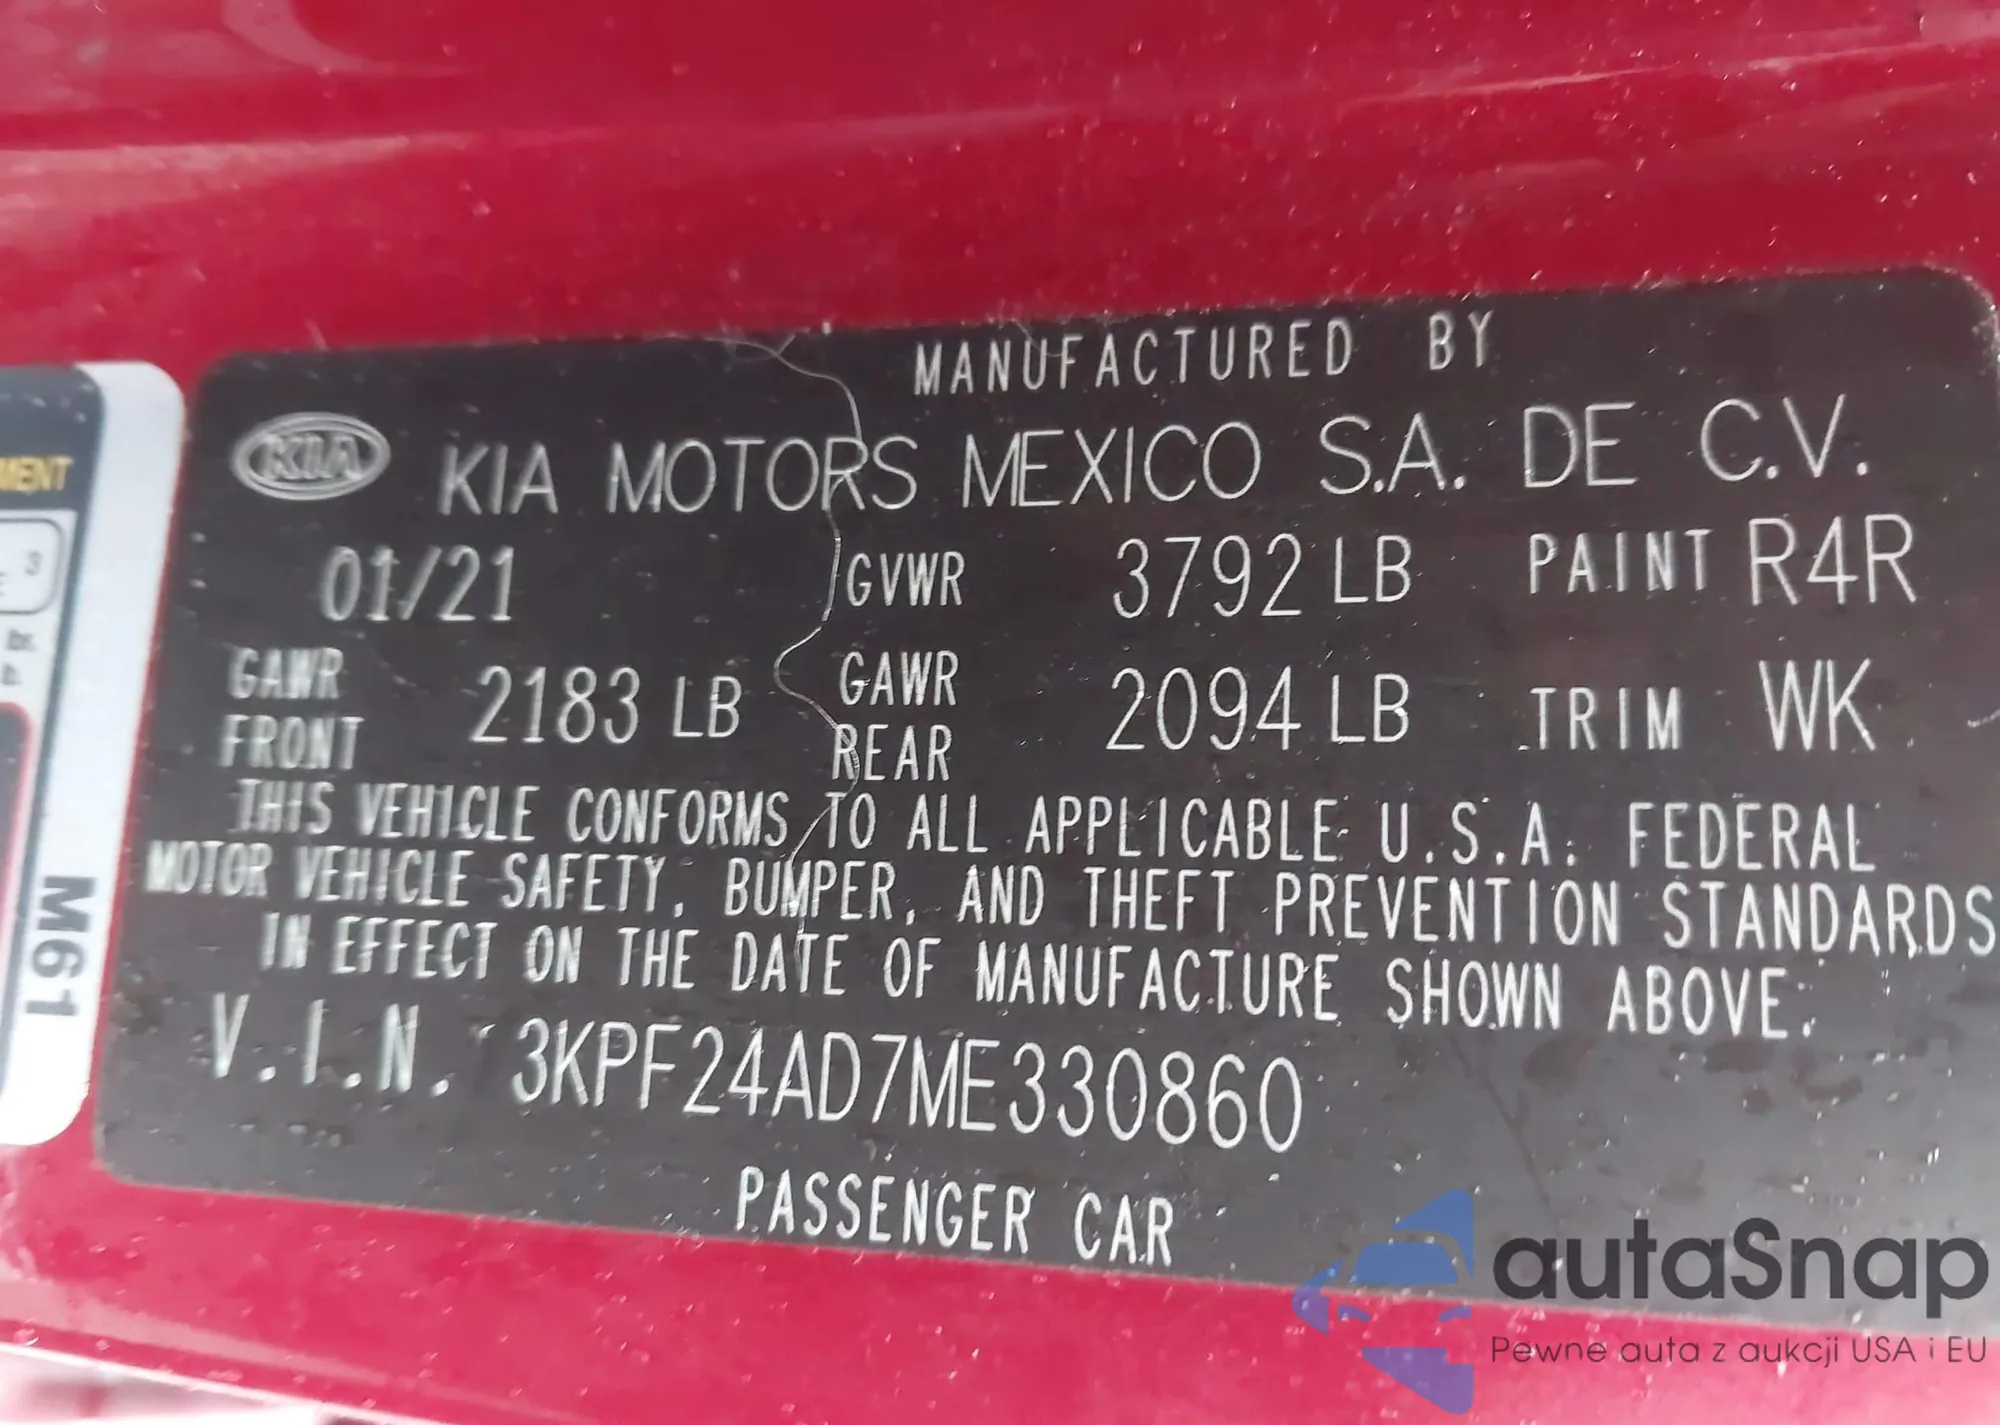 MANUFACTURED BY
KIA KIA MOTORS MEXICO S.A. DE C.V.
01/21 GVWR 3792 LB PAINT R4R
GAWR FRONT 2183 LB GAWR REAR 2094 LB TRIM WK
THIS VEHICLE CONFORMS TO ALL APPLICABLE U.S.A. FEDERAL
MOTOR VEHICLE SAFETY, BUMPER, AND THEFT PREVENTION STANDARDS
IN EFFECT ON THE DATE OF MANUFACTURE SHOWN ABOVE.
V.I.N. 3KPF24AD7ME330860
PASSENGER CAR
M61
3
autaSnap
Pewne auta z aukcji USA i EU